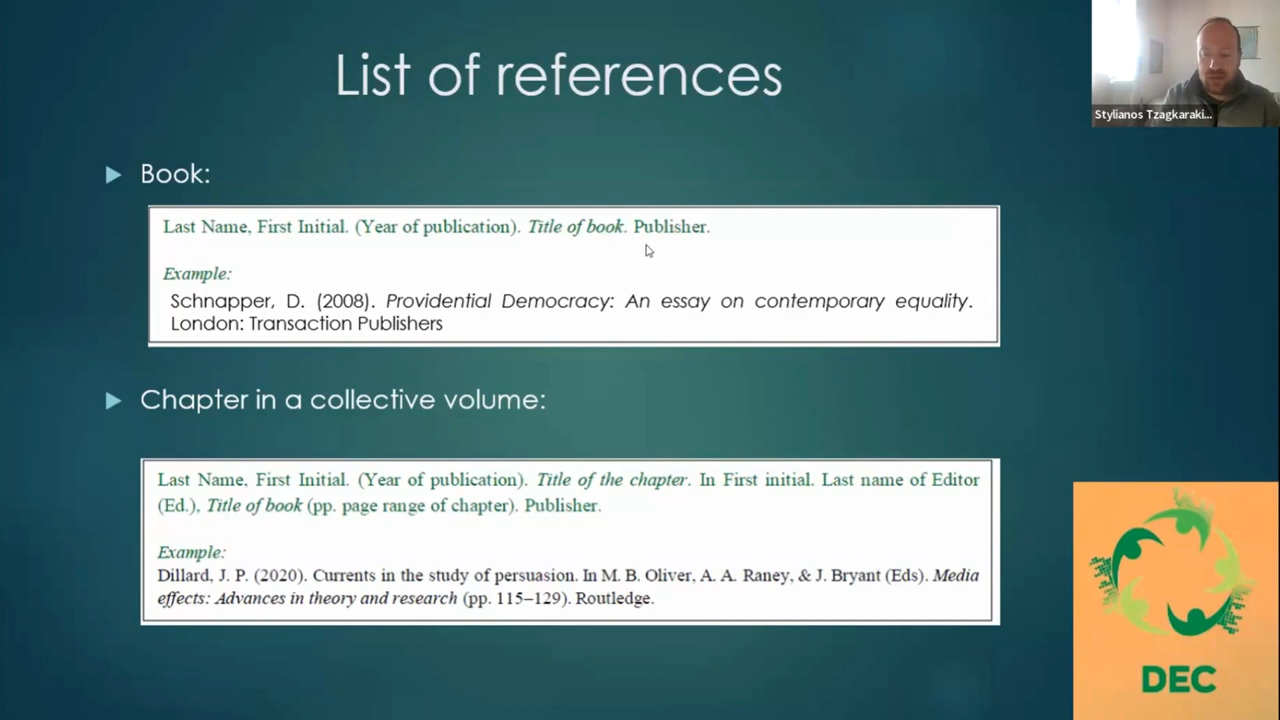 List of references
Stylianos Tzagkaraki...
Book:
Last Name, First Initial. (Year of publication). Title of book. Publisher.
Example:
Schnapper, D. (2008). Providential Democracy: An essay on contemporary equality.
London: Transaction Publishers
Chapter in a collective volume:
Last Name, First Initial. (Year of publication). Title of the chapter. In First initial. Last name of Editor
(Ed.), Title of book (pp. page range of chapter). Publisher.
Example:
Dillard, J. P. (2020). Currents in the study of persuasion. In M. B. Oliver, A. A. Raney, & J. Bryant (Eds). Media
effects: Advances in theory and research (pp. 115–129). Routledge.
DEC